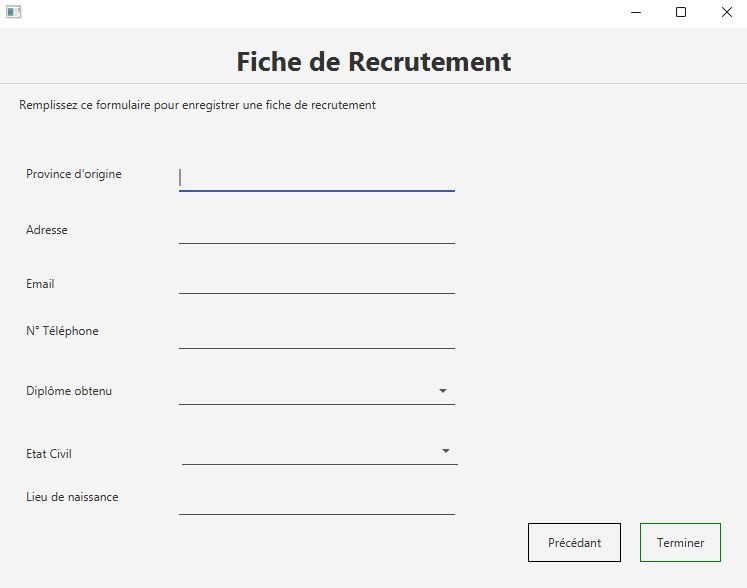 Fiche de Recrutement
Remplissez ce formulaire pour enregistrer une fiche de recrutement
Province d'origine
Adresse
Email
N° Téléphone
Diplôme obtenu
Etat Civil
Lieu de naissance
Précédant
Terminer